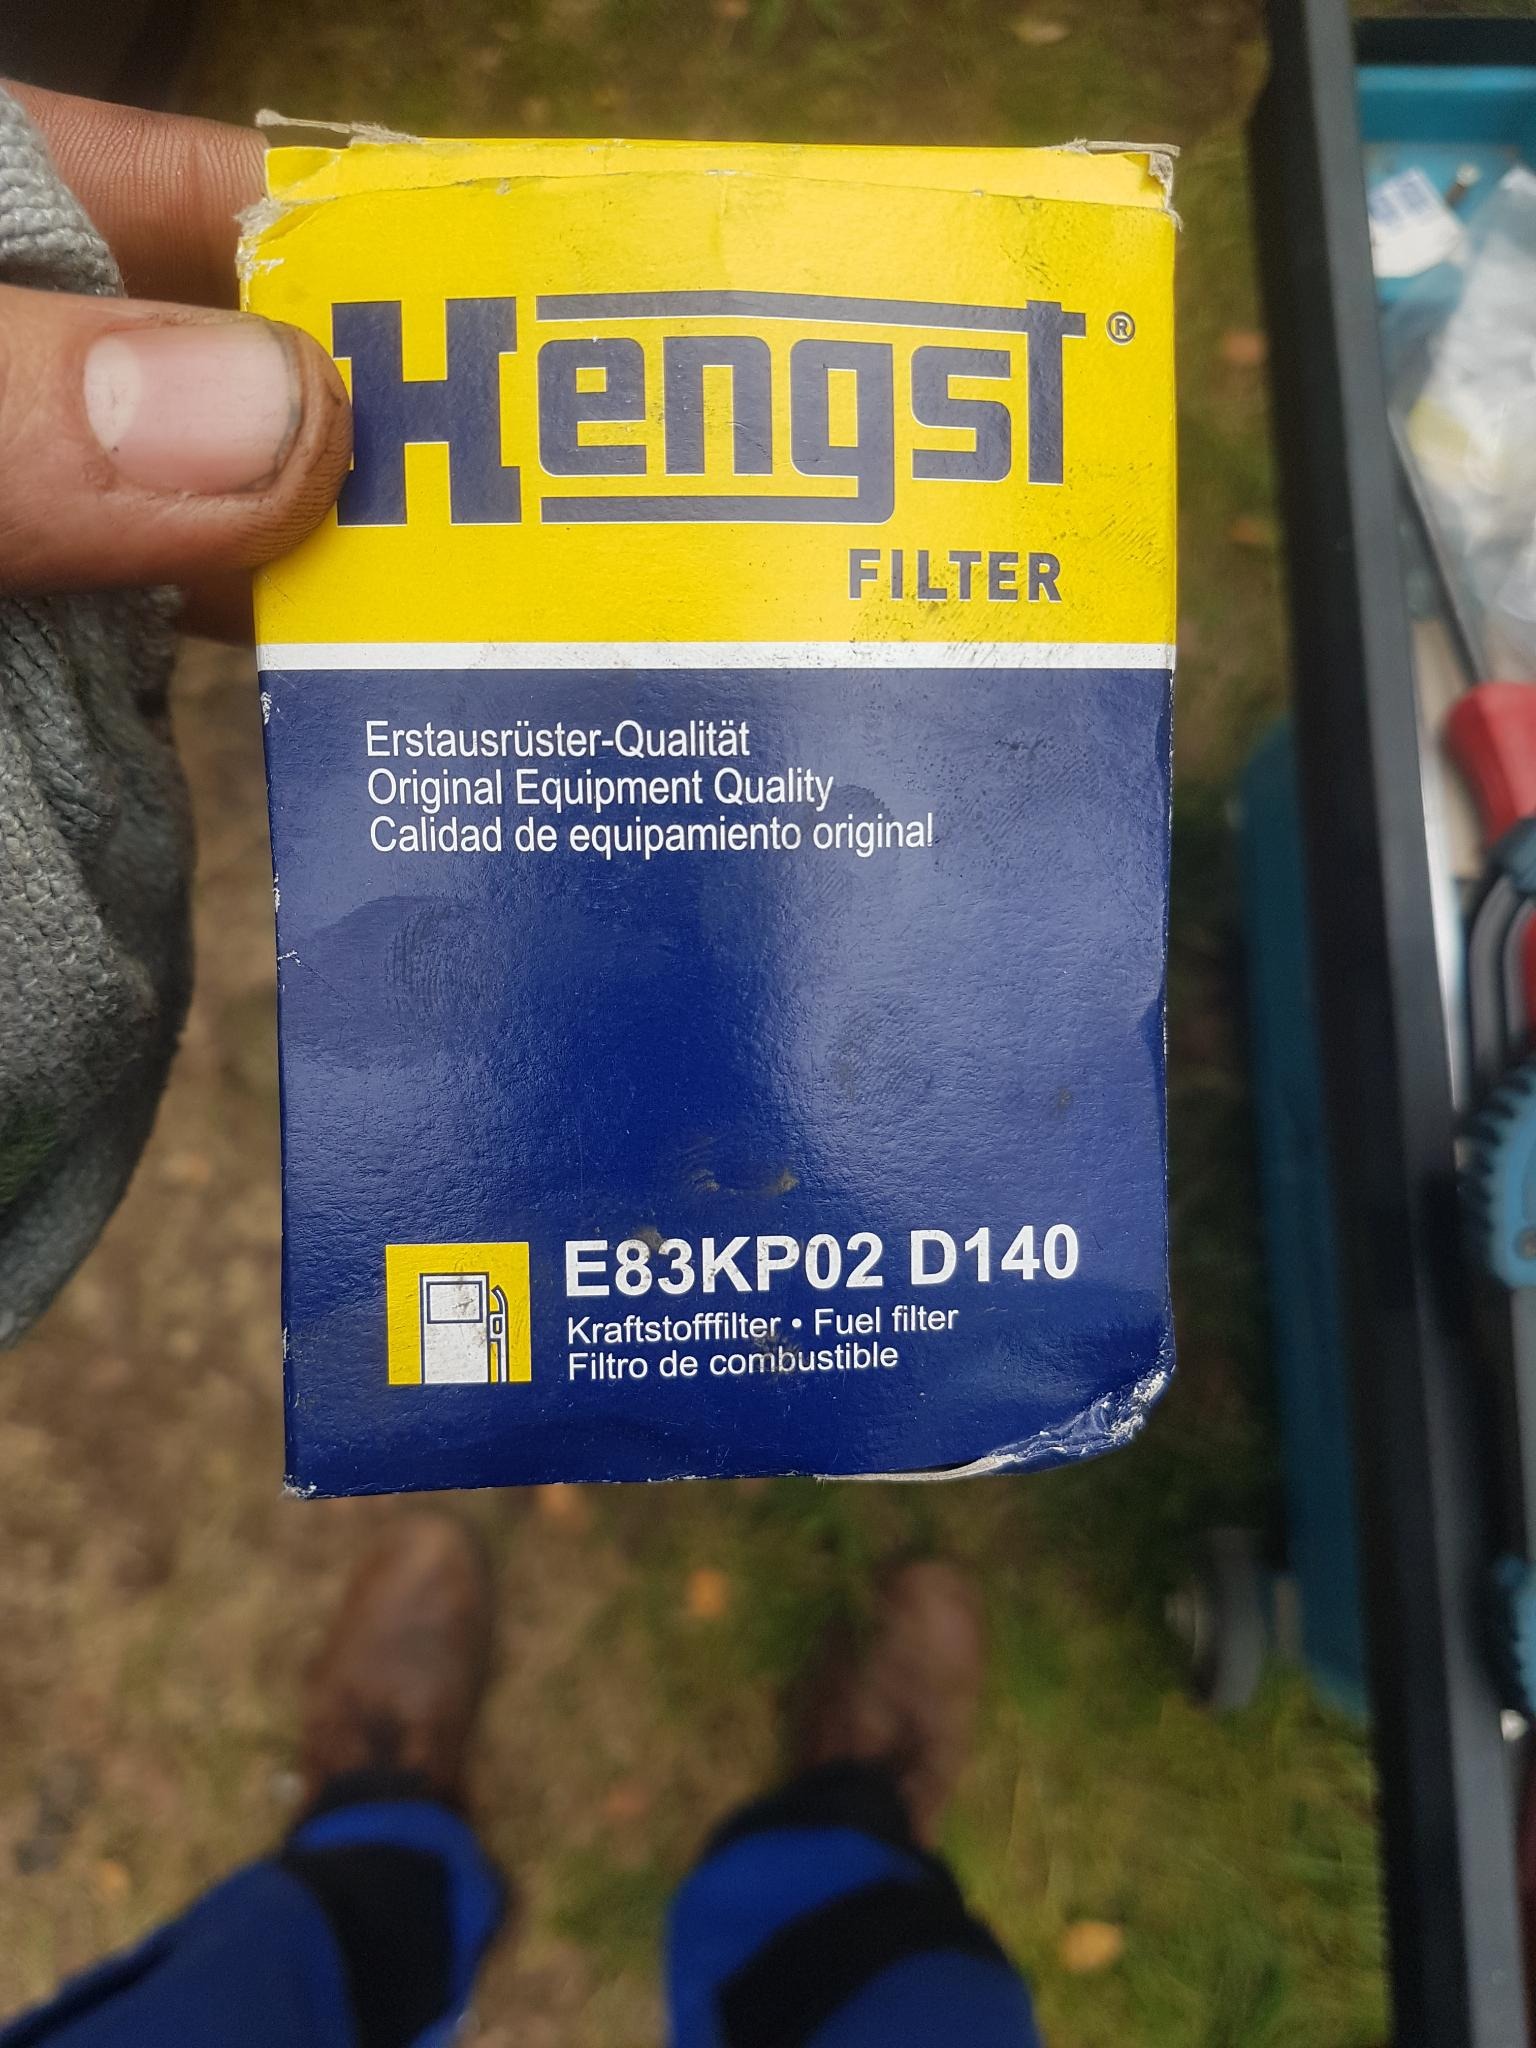 Hengst®
FILTER
Erstausrüster-Qualität
Original Equipment Quality
Calidad de equipamiento original
E83KP02 D140
Kraftstofffilter • Fuel filter
Filtro de combustible